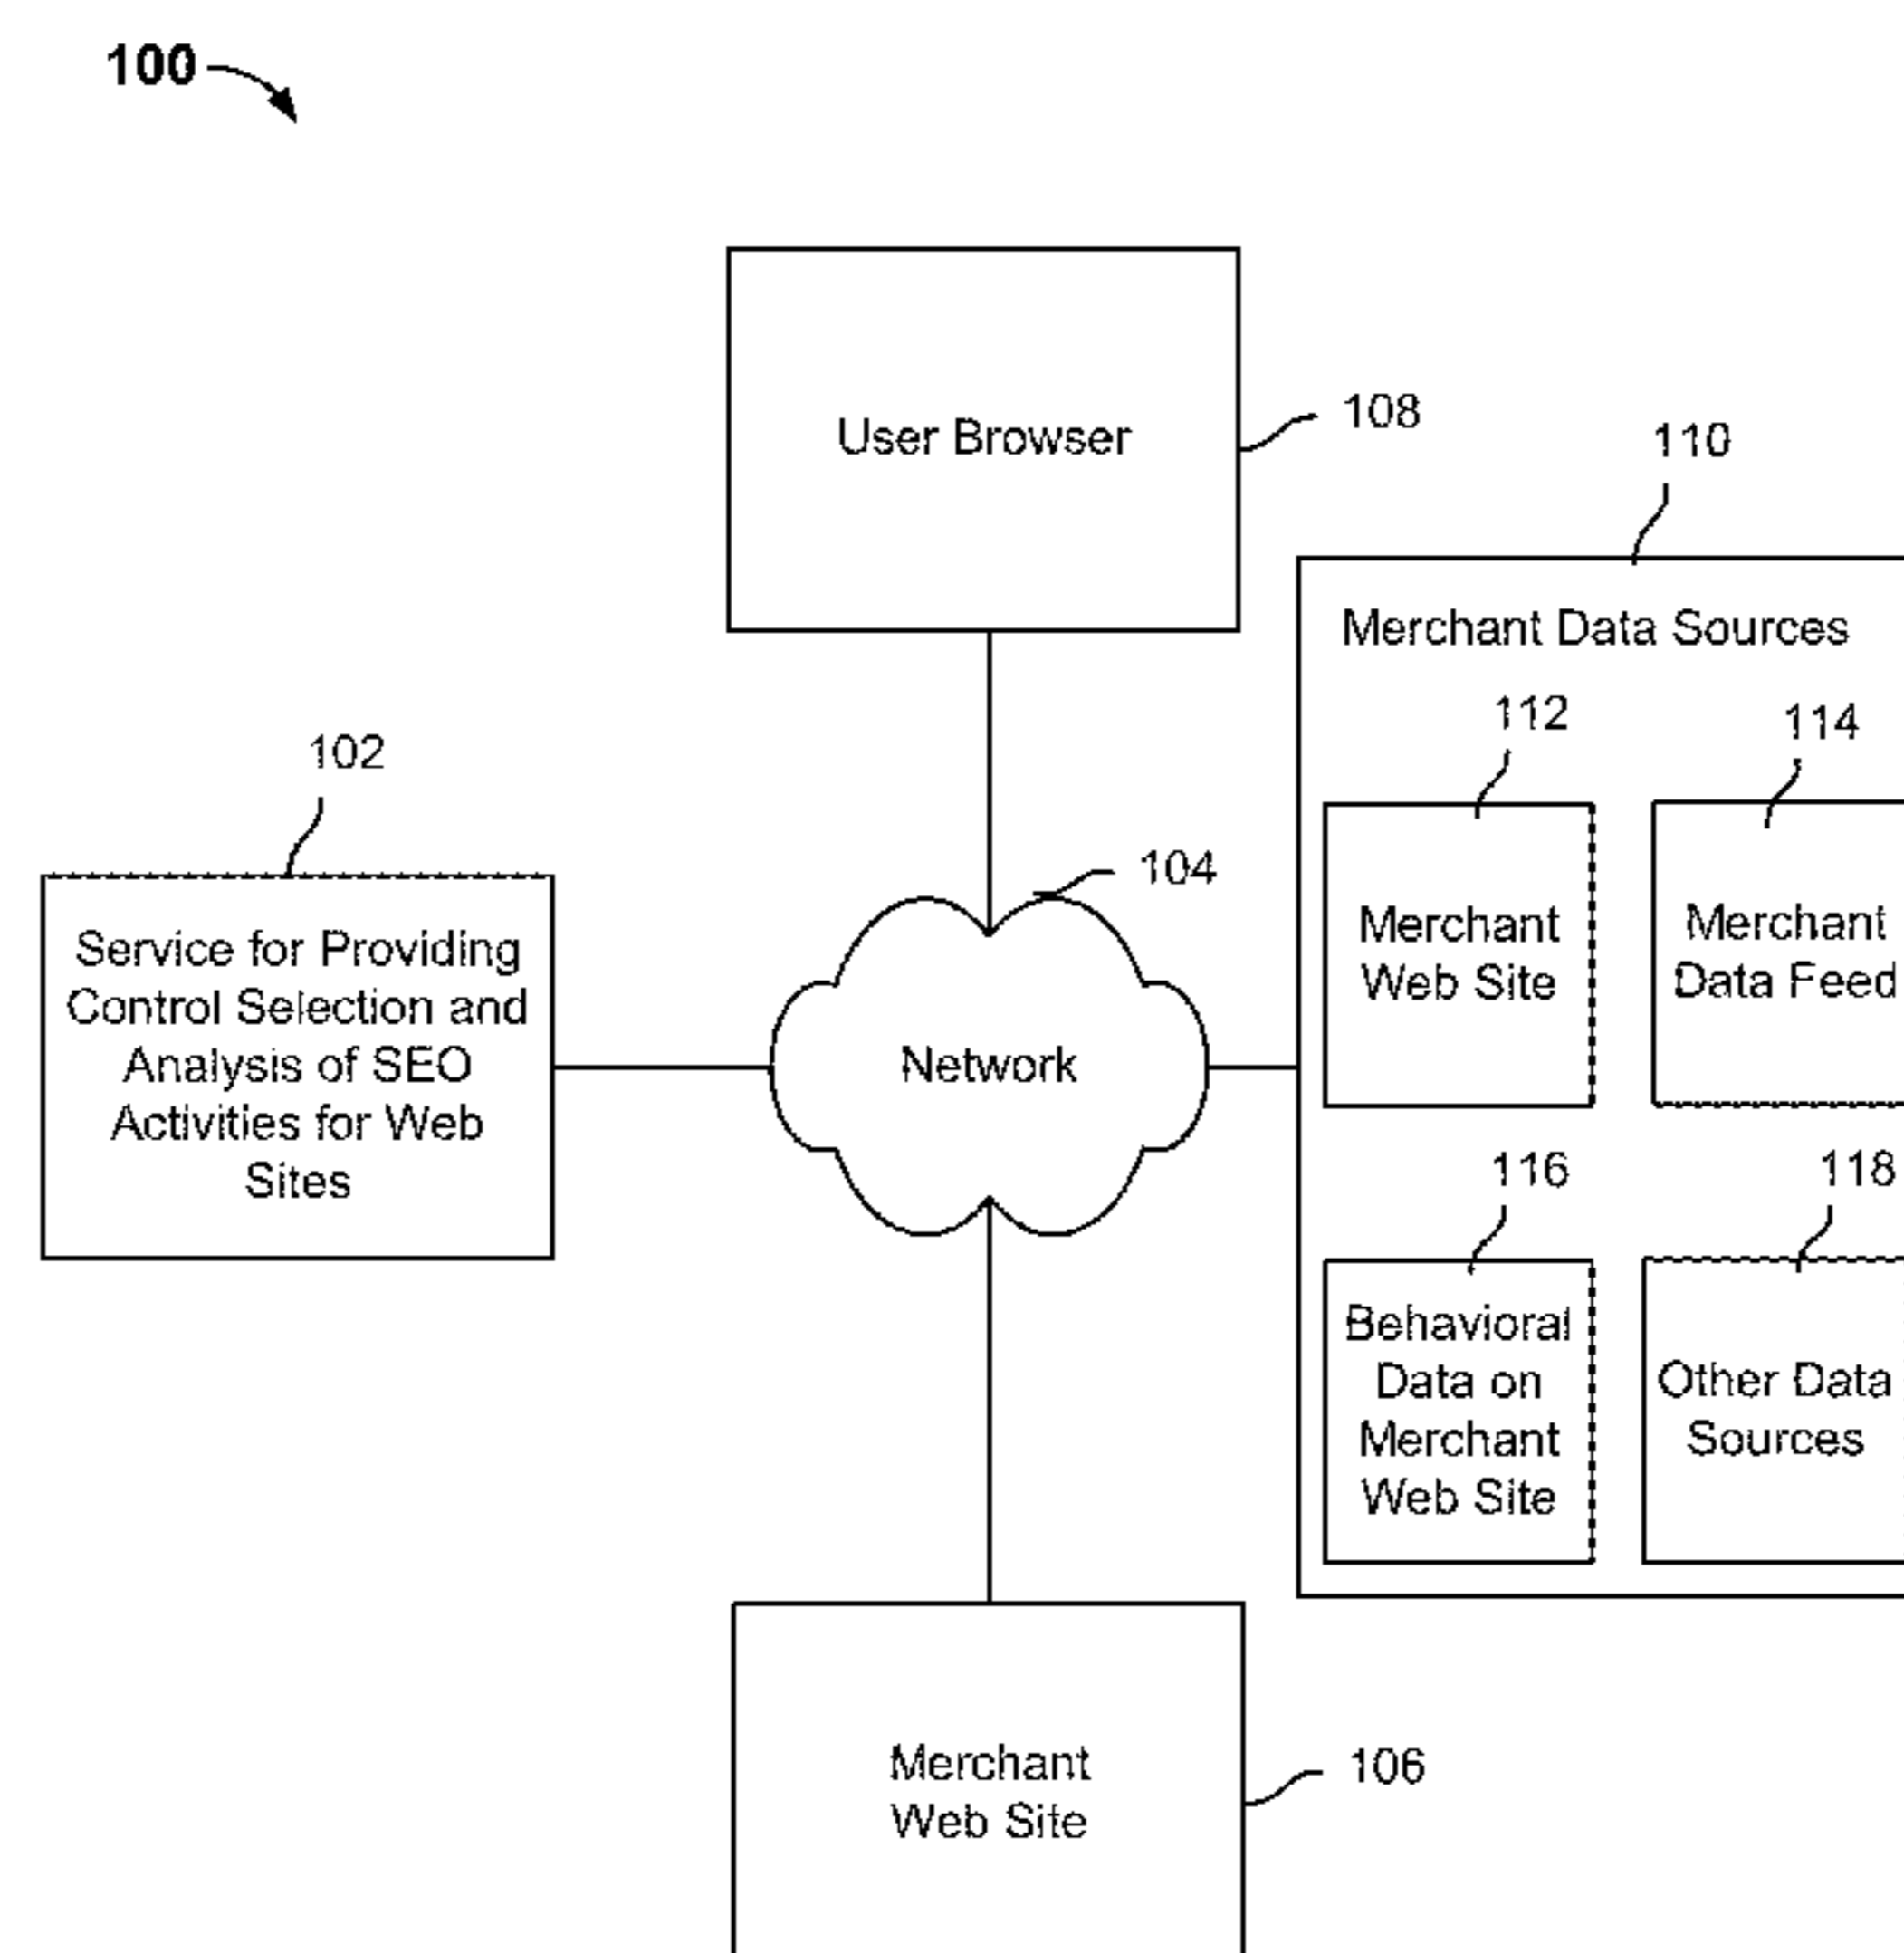 100
User Browser
108
110
Merchant Data Sources
112
114
102
104
Service for Providing
Control Selection and
Analysis of SEO
Activities for Web
Sites
Network
Merchant
Web Site
Merchant
Data Feed
116
118
Behavioral
Data on
Merchant
Web Site
Other Data
Sources
Merchant
Web Site
106